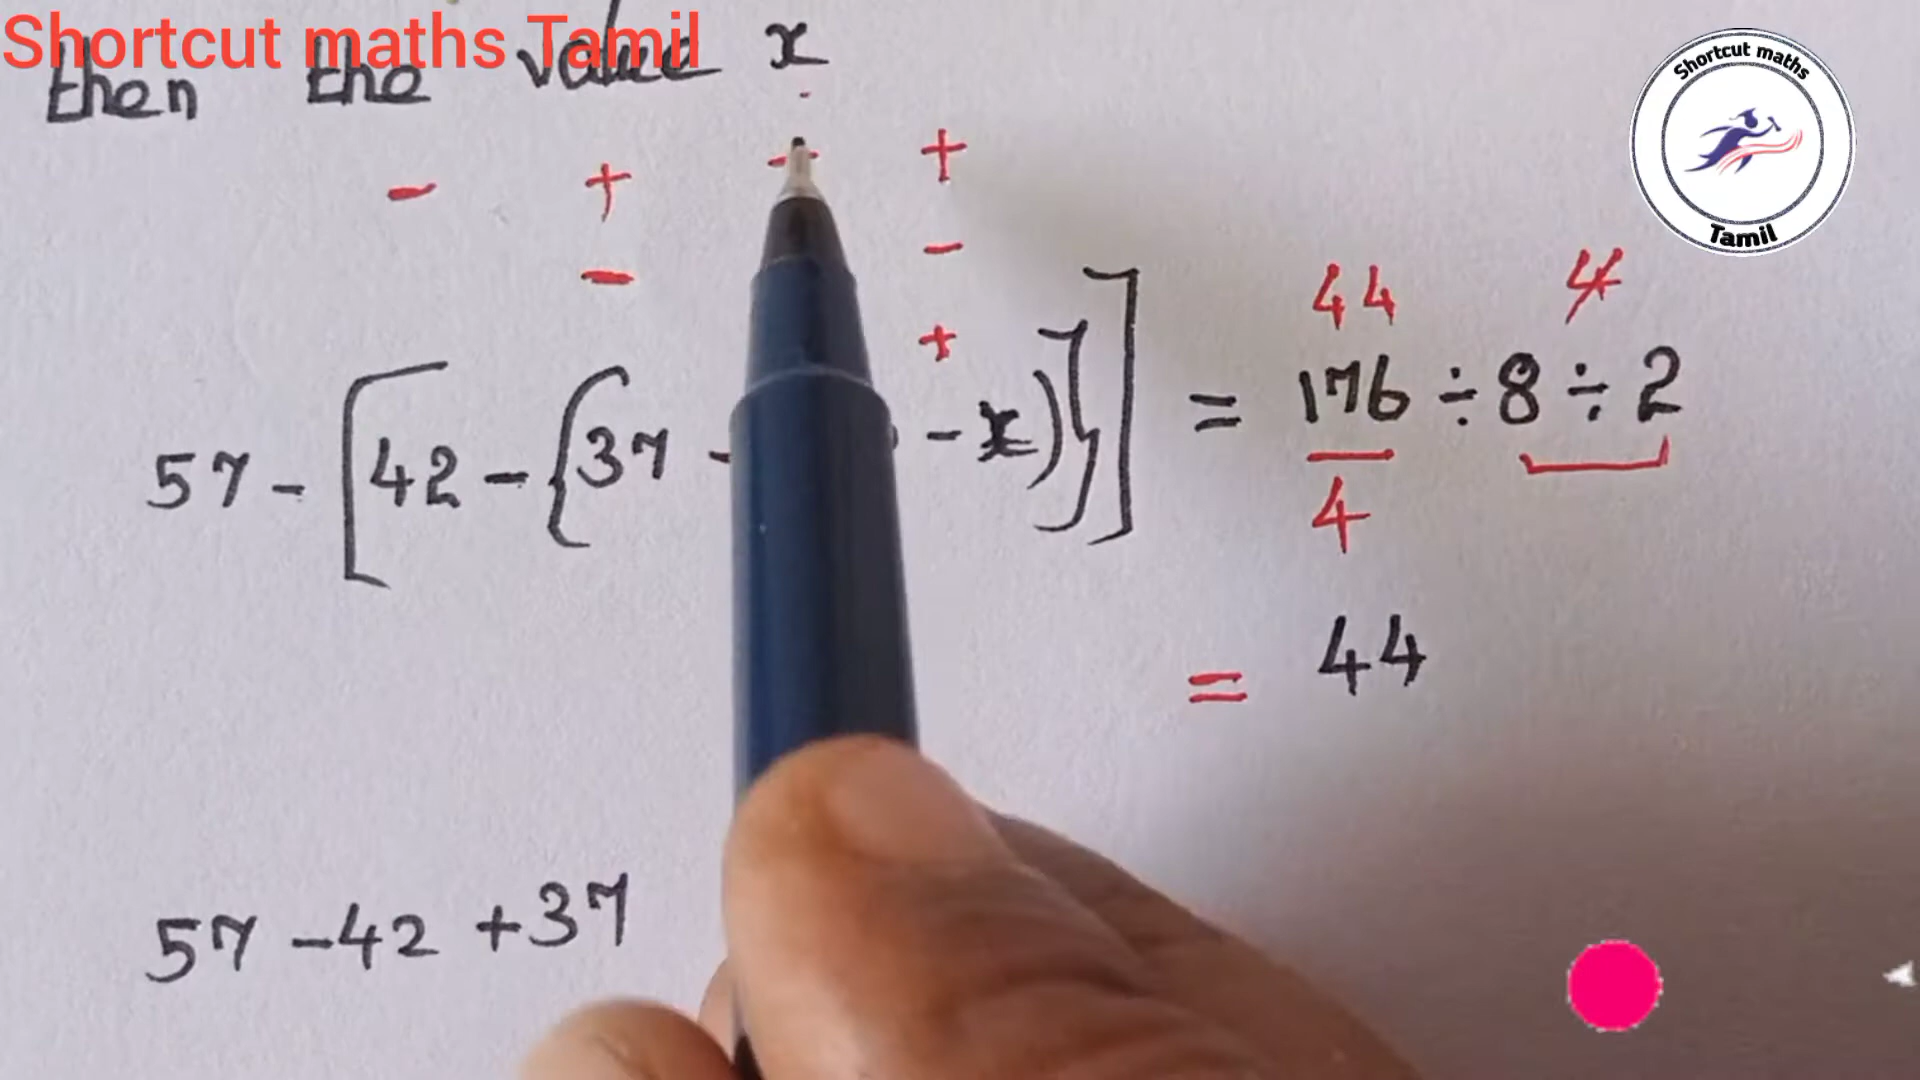 Shortcut maths Tamil
then the value x
Shortcut maths
Tamil
- + +
- -
+
44 4
57 - [42 - {37 - - x)}] = 176 ÷ 8 ÷ 2
4
= 44
57 - 42 + 37